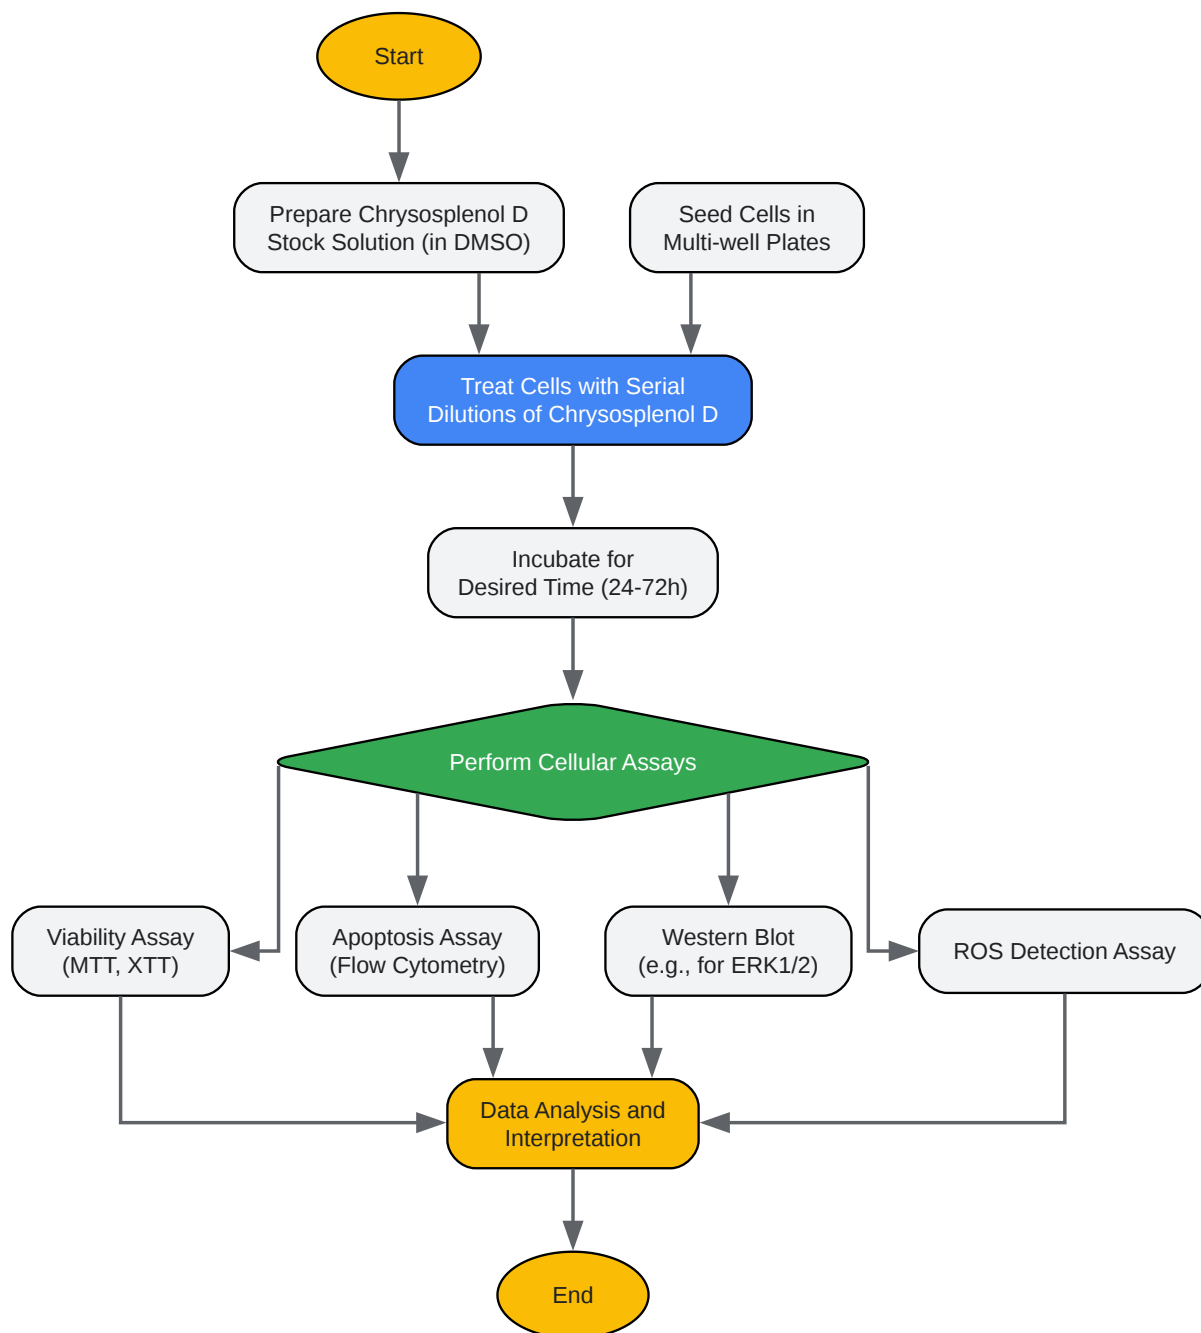 Start
Prepare Chrysosplenol D
Stock Solution (in DMSO)
Seed Cells in
Multi-well Plates
Treat Cells with Serial
Dilutions of Chrysosplenol D
Incubate for
Desired Time (24-72h)
Perform Cellular Assays
Viability Assay
(MTT, XTT)
Apoptosis Assay
(Flow Cytometry)
Western Blot
(e.g., for ERK1/2)
ROS Detection Assay
Data Analysis and
Interpretation
End